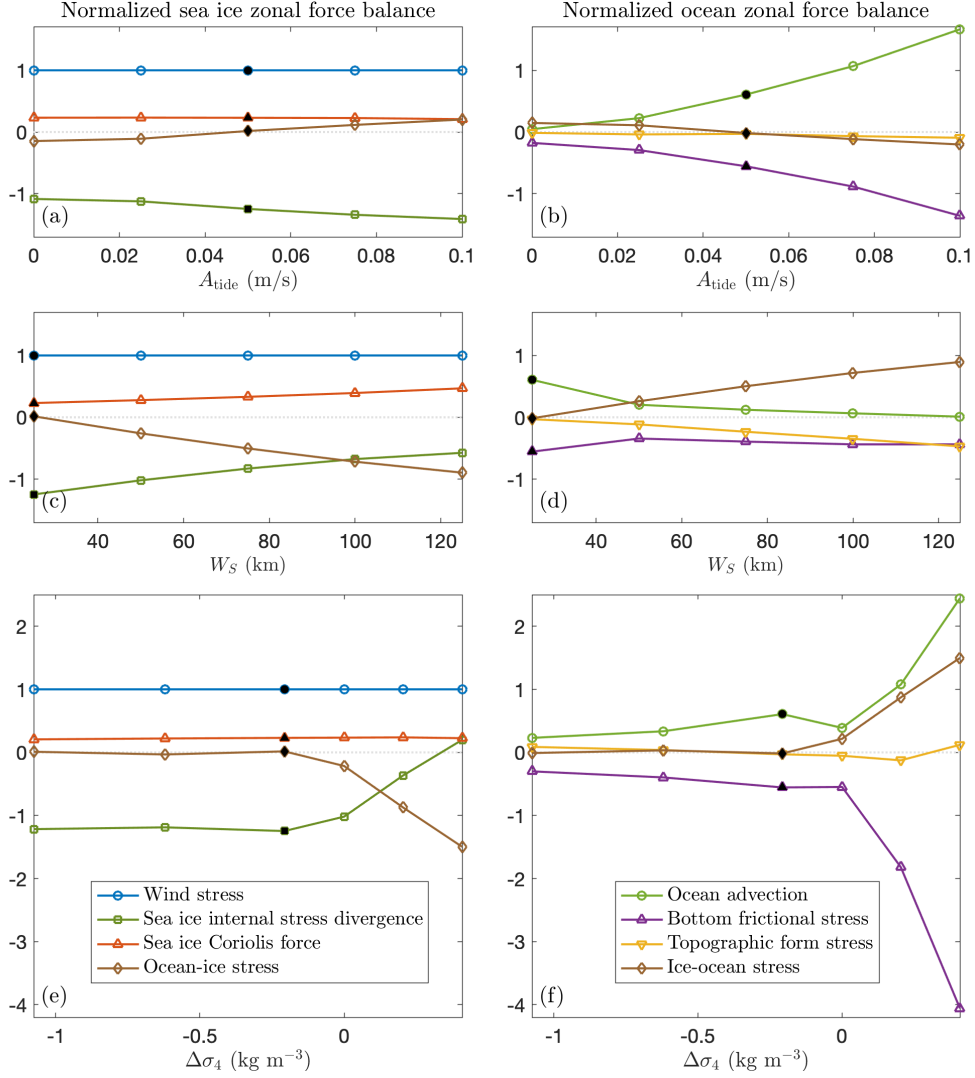 Normalized sea ice zonal force balance
Normalized ocean zonal force balance
1
0
-1
(a)
0 0.02 0.04 0.06 0.08 0.1
A_tide (m/s)
1
0
-1
(b)
0 0.02 0.04 0.06 0.08 0.1
A_tide (m/s)
1
0
-1
(c)
40 60 80 100 120
W_S (km)
1
0
-1
(d)
40 60 80 100 120
W_S (km)
2
1
0
-1
-2
-3
-4
Wind stress
Sea ice internal stress divergence
Sea ice Coriolis force
Ocean-ice stress
(e)
-1 -0.5 0
Δσ₄ (kg m⁻³)
2
1
0
-1
-2
-3
-4
Ocean advection
Bottom frictional stress
Topographic form stress
Ice-ocean stress
(f)
-1 -0.5 0
Δσ₄ (kg m⁻³)